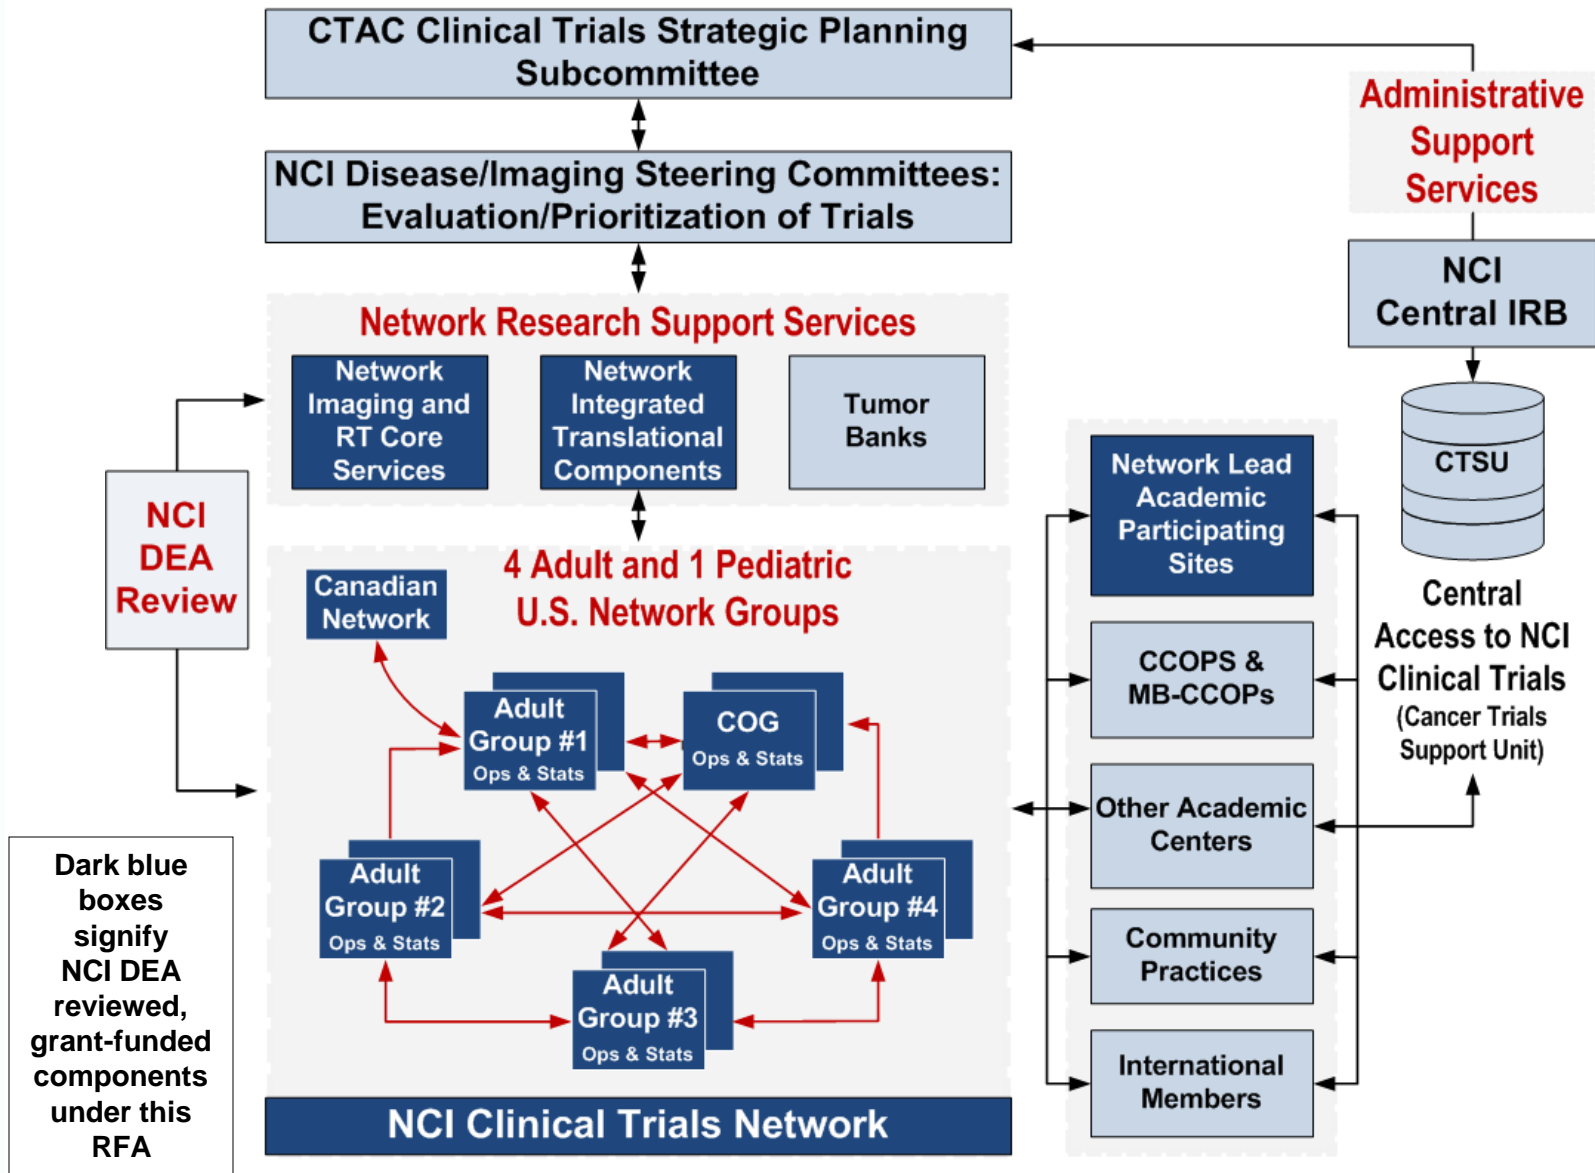 CTAC Clinical Trials Strategic Planning
Subcommittee
NCI Disease/Imaging Steering Committees:
Evaluation/Prioritization of Trials
Network Research Support Services
Network
Imaging and
RT Core
Services
Network
Integrated
Translational
Components
Tumor
Banks
NCI
DEA
Review
4 Adult and 1 Pediatric
U.S. Network Groups
Canadian
Network
Adult
Group #1
Ops & Stats
COG
Ops & Stats
Adult
Group #2
Ops & Stats
Adult
Group #4
Ops & Stats
Adult
Group #3
Ops & Stats
NCI Clinical Trials Network
Dark blue
boxes
signify
NCI DEA
reviewed,
grant-funded
components
under this
RFA
Network Lead
Academic
Participating
Sites
CCOPS &
MB-CCOPs
Other Academic
Centers
Community
Practices
International
Members
Administrative
Support
Services
NCI
Central IRB
CTSU
Central
Access to NCI
Clinical Trials
(Cancer Trials
Support Unit)